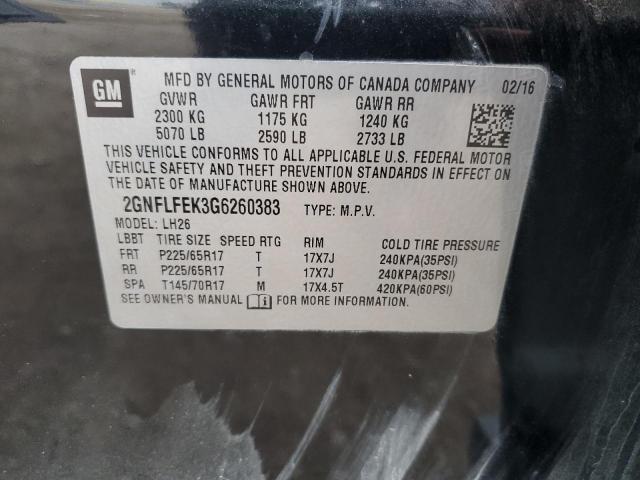 GM
MFD BY GENERAL MOTORS OF CANADA COMPANY 02/16
GVWR GAWR FRT GAWR RR
2300 KG 1175 KG 1240 KG
5070 LB 2590 LB 2733 LB
THIS VEHICLE CONFORMS TO ALL APPLICABLE U.S. FEDERAL MOTOR
VEHICLE SAFETY AND THEFT PREVENTION STANDARDS IN EFFECT ON
THE DATE OF MANUFACTURE SHOWN ABOVE.
2GNFLFEK3G6260383 TYPE: M.P.V.
MODEL: LH26
LBBT TIRE SIZE SPEED RTG RIM COLD TIRE PRESSURE
FRT P225/65R17 T 17X7J 240KPA(35PSI)
RR P225/65R17 T 17X7J 240KPA(35PSI)
SPA T145/70R17 M 17X4.5T 420KPA(60PSI)
SEE OWNER'S MANUAL FOR MORE INFORMATION.